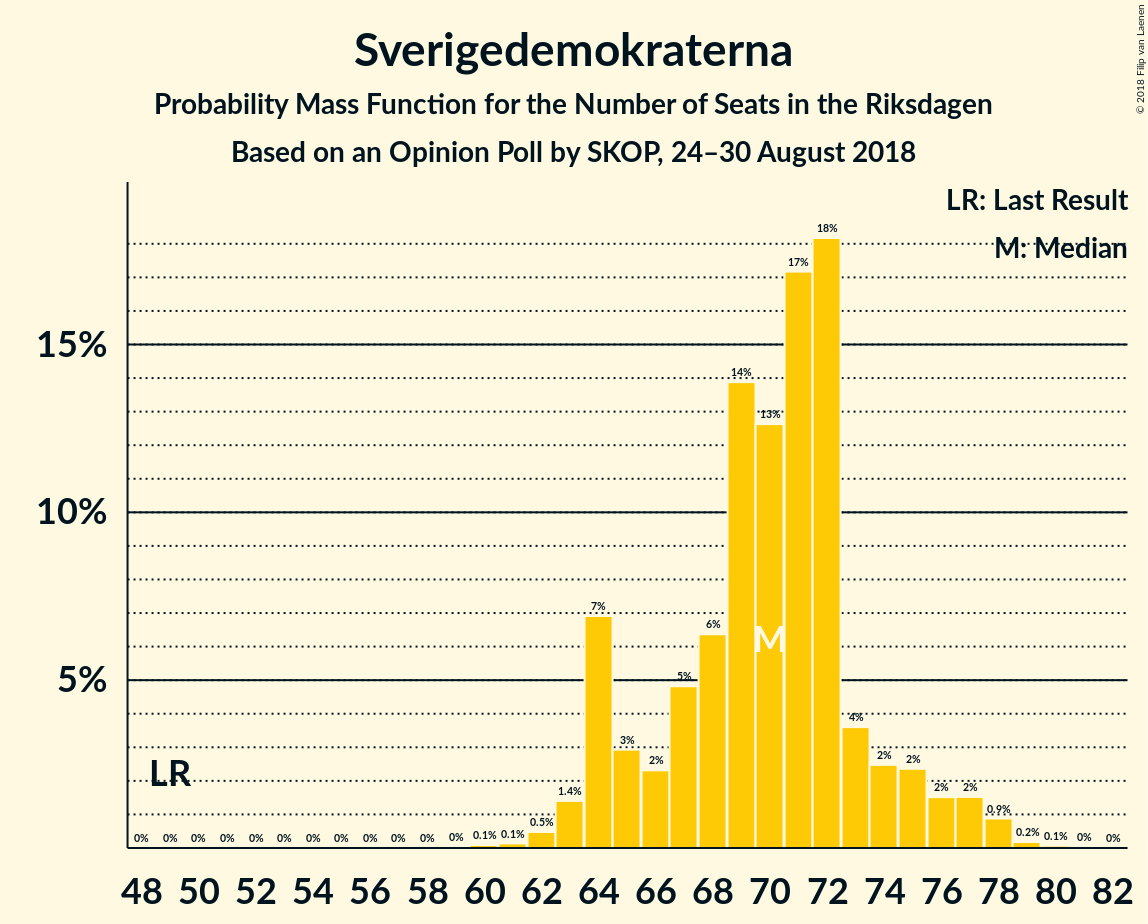 Sverigedemokraterna
Probability Mass Function for the Number of Seats in the Riksdagen
Based on an Opinion Poll by SKOP, 24–30 August 2018
© 2018 Filip van Laenen
LR: Last Result
M: Median
15%
10%
5%
LR
M
0% 0% 0% 0% 0% 0% 0% 0% 0% 0% 0% 0% 0.1% 0.1% 0.5% 1.4% 7% 3% 2% 5% 6% 14% 13% 17% 18% 4% 2% 2% 2% 2% 0.9% 0.2% 0.1% 0% 0%
48 50 52 54 56 58 60 62 64 66 68 70 72 74 76 78 80 82